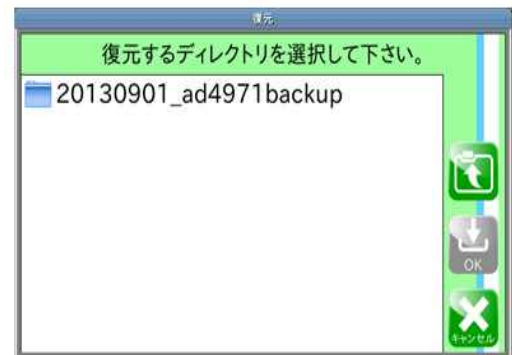 復元
復元するディレクトリを選択して下さい。
20130901_ad4971backup
OK
キャンセル